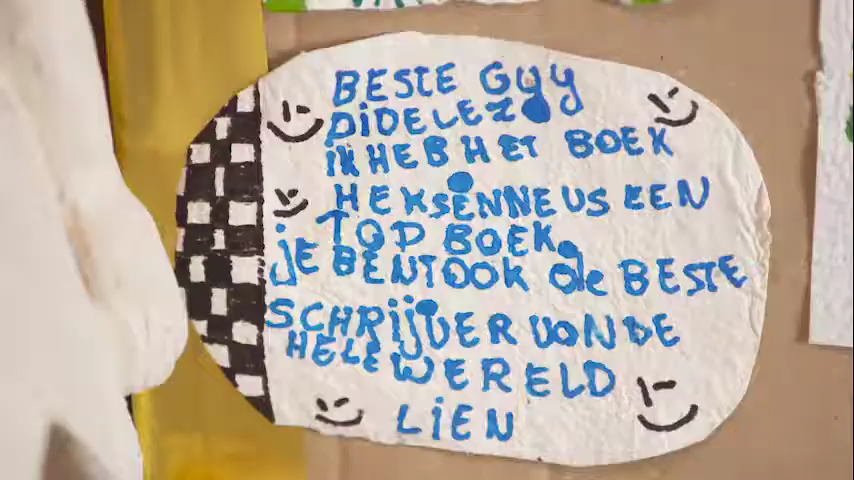 BESTE GUY
DIDELEZ
IK HEB HET BOEK
HEKSENNEUS EEN
TOP BOEK.
jE BENT OOK de BESTE
SCHRIJVER VON DE
HELE WERELD
LIEN